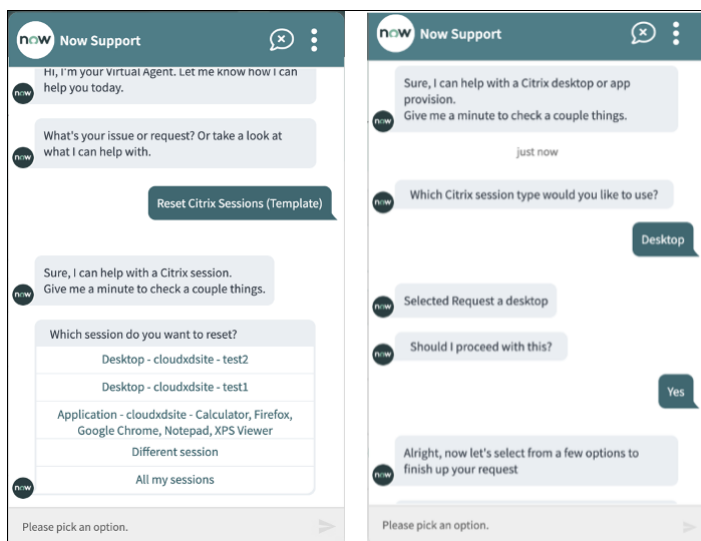 now Now Support
Hi, I'm your Virtual Agent. Let me know how I can
help you today.
now
What's your issue or request? Or take a look at
what I can help with.
now
Reset Citrix Sessions (Template)
Sure, I can help with a Citrix session.
Give me a minute to check a couple things.
now
Which session do you want to reset?
Desktop - cloudxdsite - test2
Desktop - cloudxdsite - test1
Application - cloudxdsite - Calculator, Firefox,
Google Chrome, Notepad, XPS Viewer
Different session
All my sessions
now
Please pick an option.
now Now Support
Sure, I can help with a Citrix desktop or app
provision.
Give me a minute to check a couple things.
now
just now
Which Citrix session type would you like to use?
now
Desktop
Selected Request a desktop
now
Should I proceed with this?
now
Yes
Alright, now let's select from a few options to
finish up your request
now
Please pick an option.